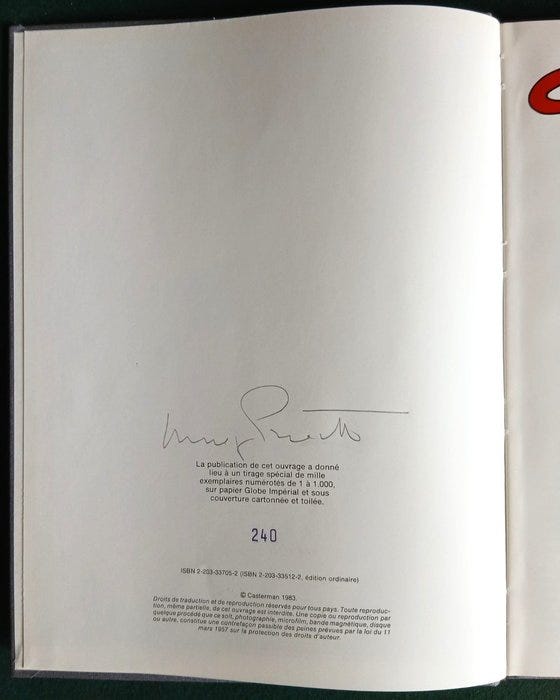 La publication de cet ouvrage a donné
lieu à un tirage spécial de mille
exemplaires numérotés de 1 à 1.000,
sur papier Globe Impérial et sous
couverture cartonnée et toilée.
240
ISBN 2-203-33705-2 (ISBN 2-203-33512-2, édition ordinaire)
© Casterman 1983.
Droits de traduction et de reproduction réservés pour tous pays. Toute reproduc-
tion, même partielle, de cet ouvrage est interdite. Une copie ou reproduction par
quelque procédé que ce soit, photographie, microfilm, bande magnétique, disque
ou autre, constitue une contrefaçon passible des peines prévues par la loi du 11
mars 1957 sur la protection des droits d'auteur.